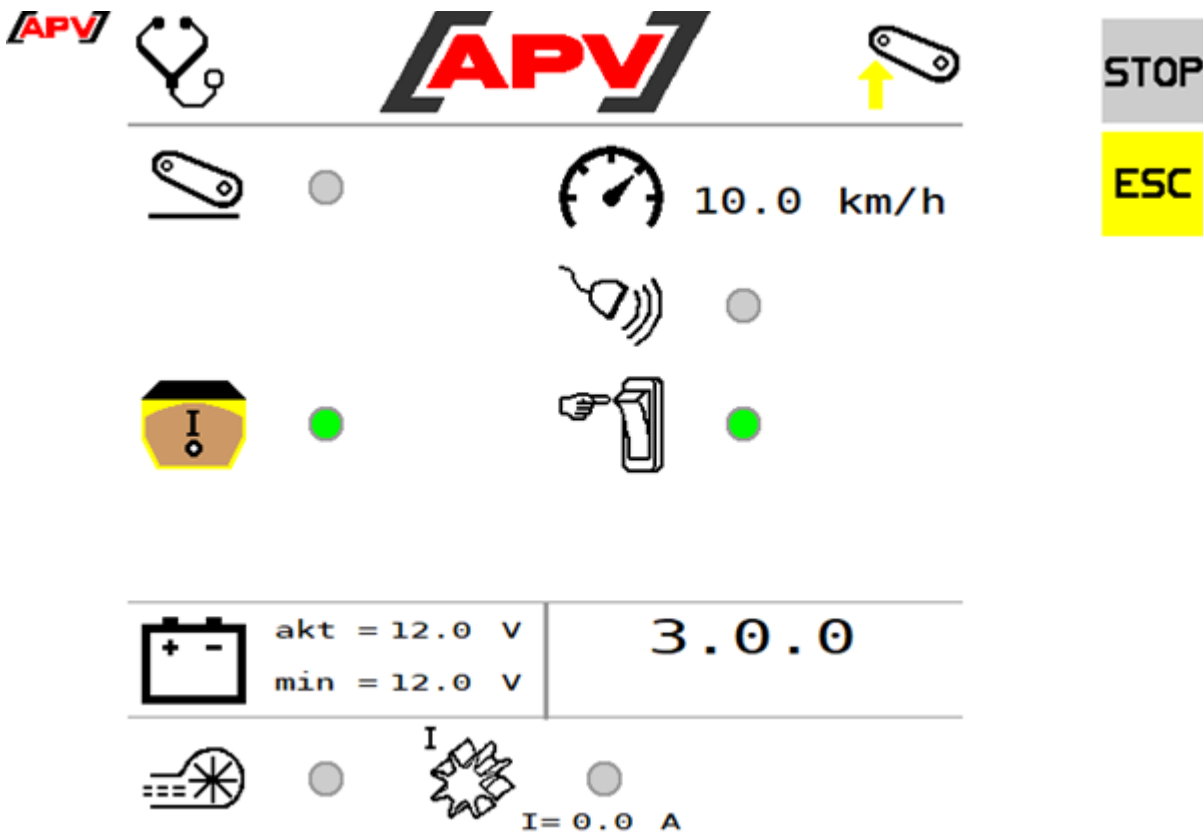 [APV]
[APV]
STOP
10.0 km/h
ESC
I
akt = 12.0 V
min = 12.0 V
3.0.0
I
I= 0.0 A